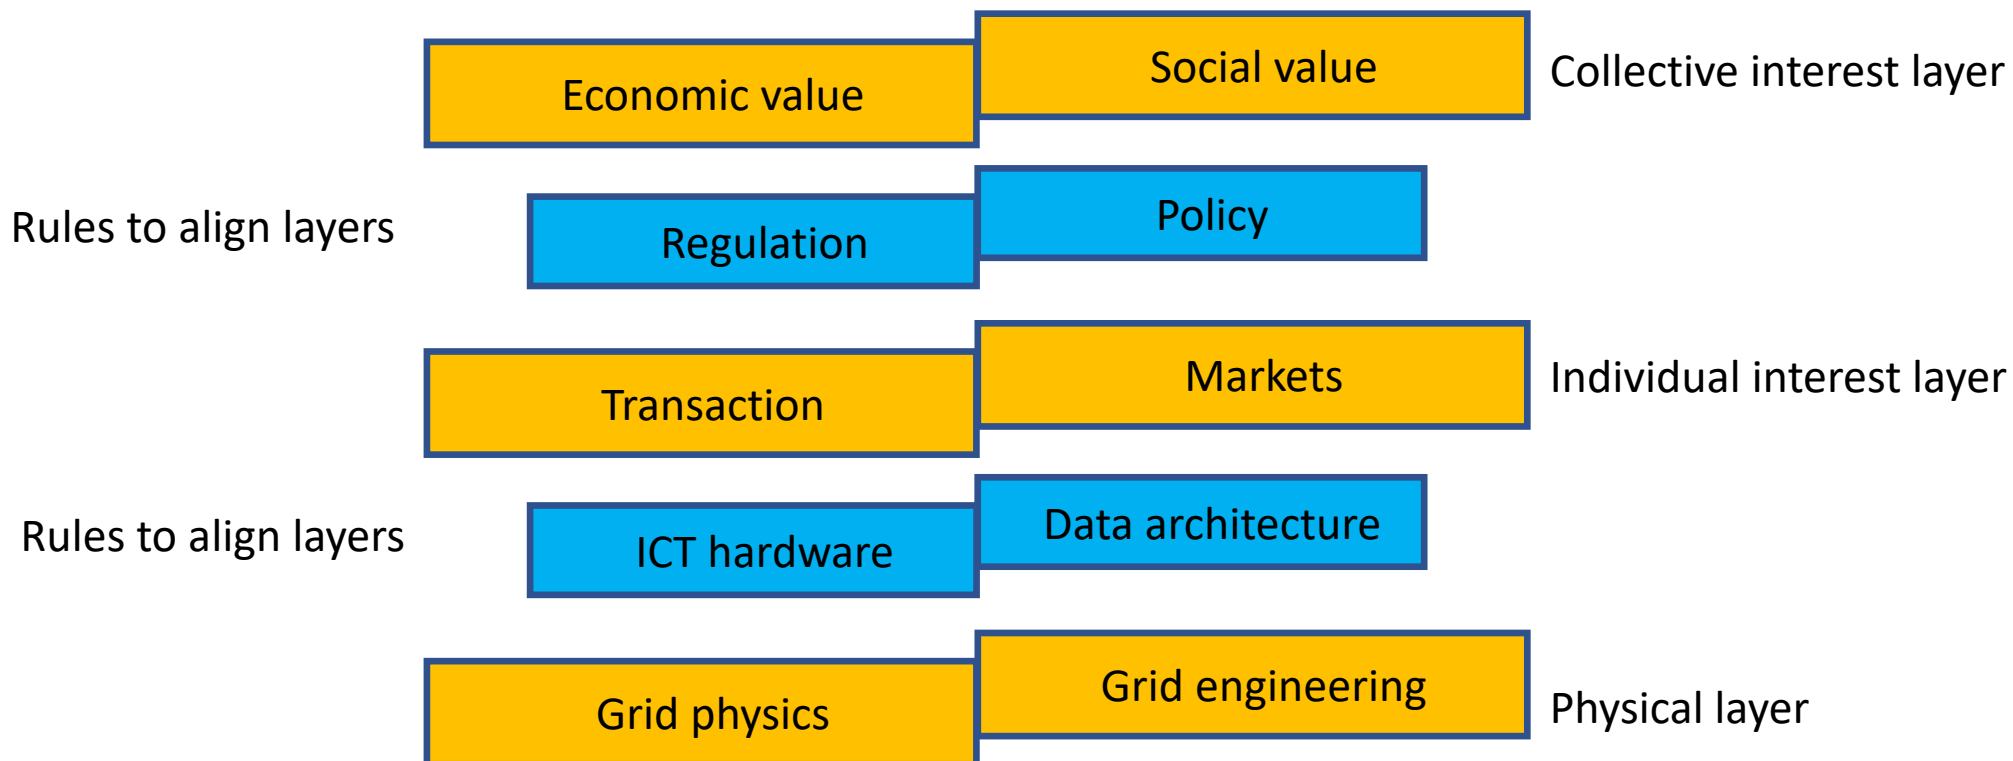 Economic value
Social value
Collective interest layer
Rules to align layers
Regulation
Policy
Transaction
Markets
Individual interest layer
Rules to align layers
ICT hardware
Data architecture
Grid physics
Grid engineering
Physical layer